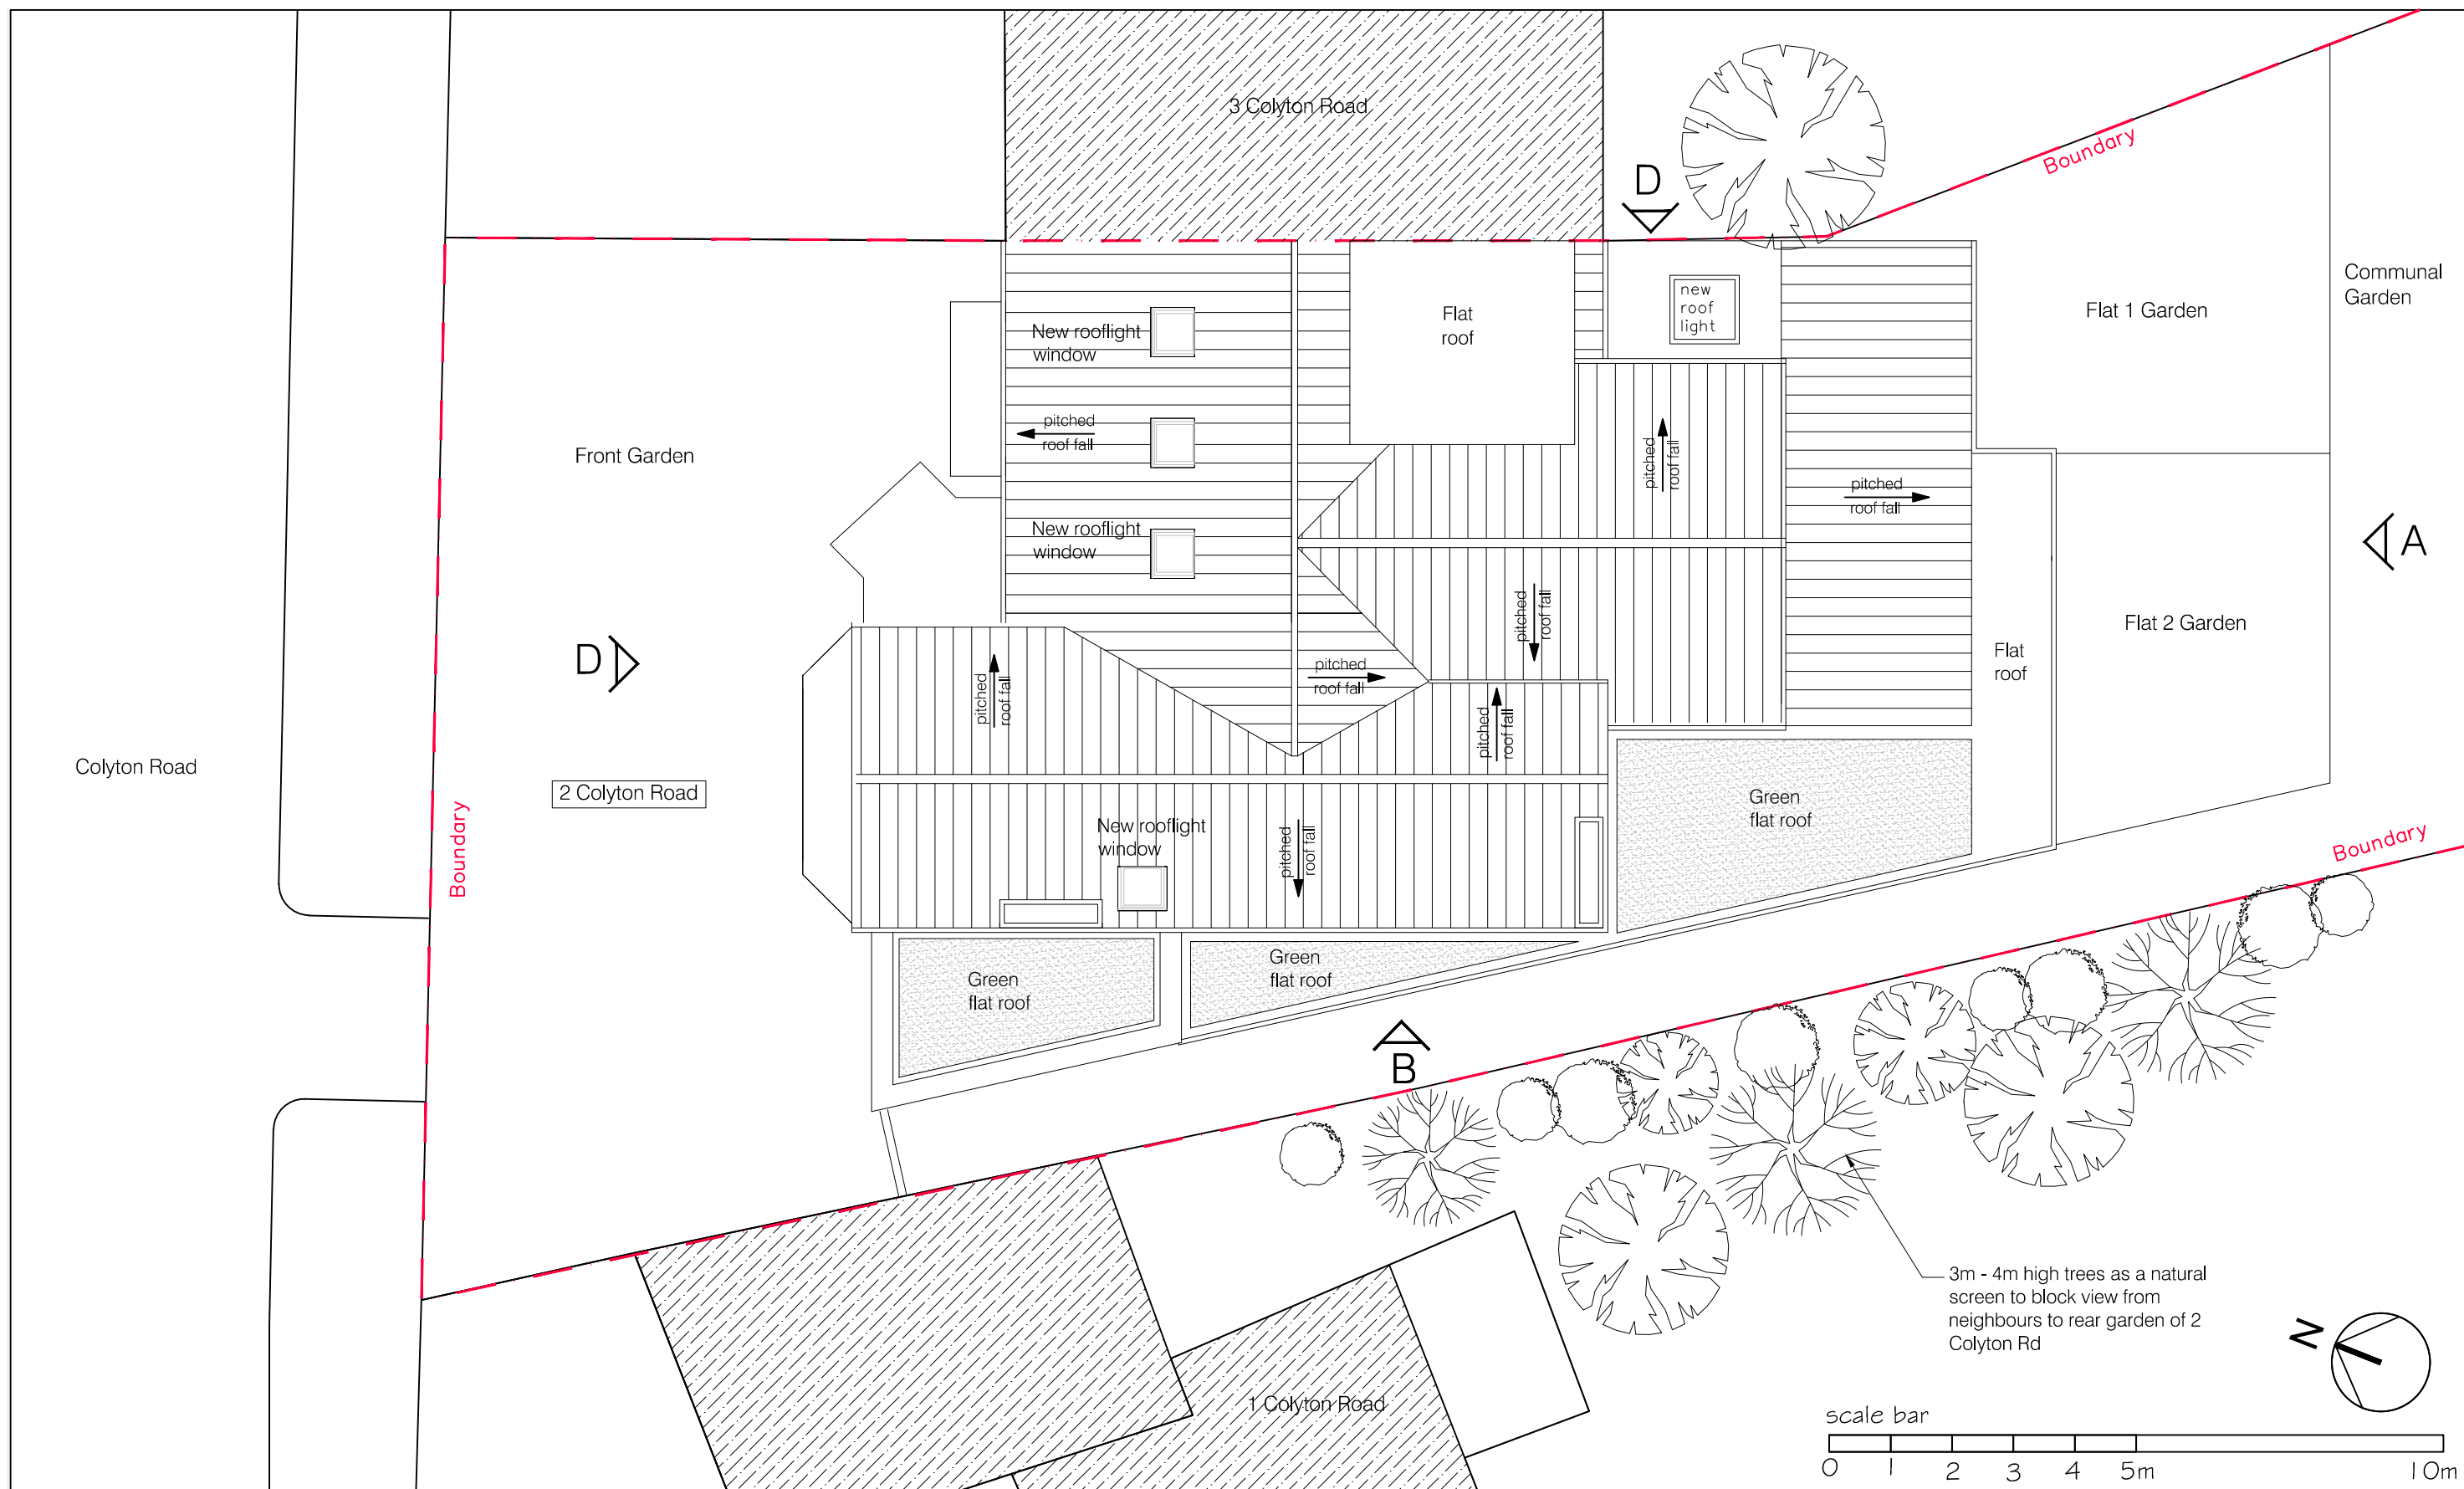 3 Colyton Road
D
Boundary
Communal
Garden
new
roof
light
Flat 1 Garden
Flat
roof
New rooflight
window
pitched
roof fall
Front Garden
pitched
roof fall
pitched
roof fall
New rooflight
window
A
pitched
roof fall
Flat 2 Garden
Flat
roof
D
pitched
roof fall
pitched
roof fall
pitched
roof fall
Colyton Road
2 Colyton Road
Boundary
New rooflight
window
pitched
roof fall
Green
flat roof
Boundary
Green
flat roof
Green
flat roof
B
3m - 4m high trees as a natural
screen to block view from
neighbours to rear garden of 2
Colyton Rd
N
1 Colyton Road
scale bar
0 1 2 3 4 5m 10m